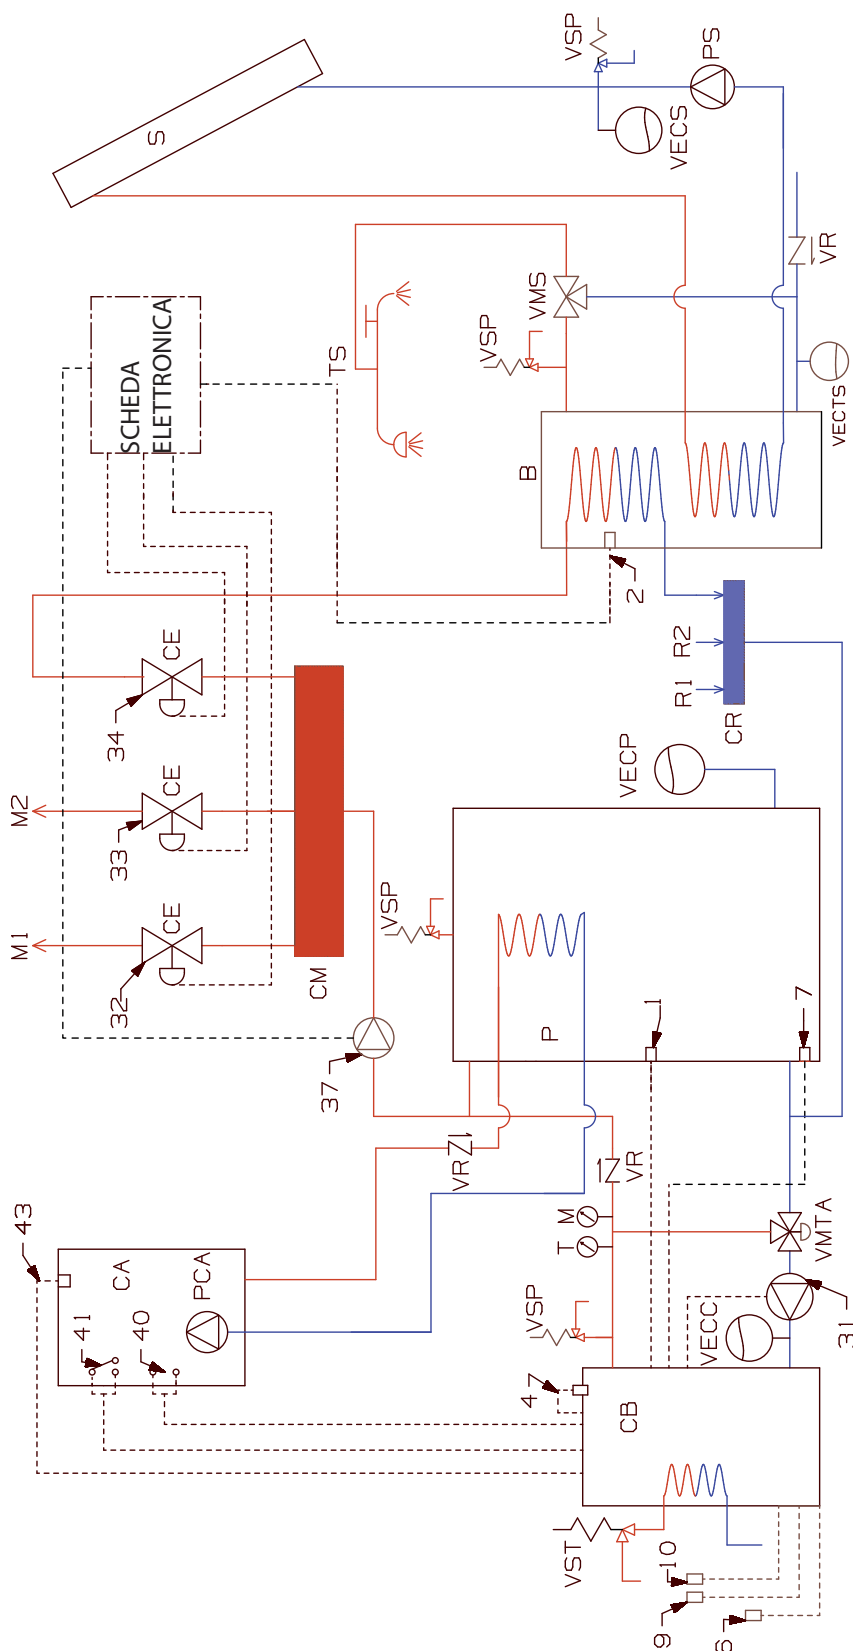 43
M1
M2
41
CA
32
33
34
SCHEDA
ELETTRONICA
S
40
PCA
CE
CE
CE
CM
37
TS
VSP
VR
VSP
VMS
4
7
VSP
T
M
P
B
VSP
VST
CB
VR
1
2
VECP
VECS
10
9
VECC
R1
R2
CR
PS
VMTA
7
VR
VECTS
31